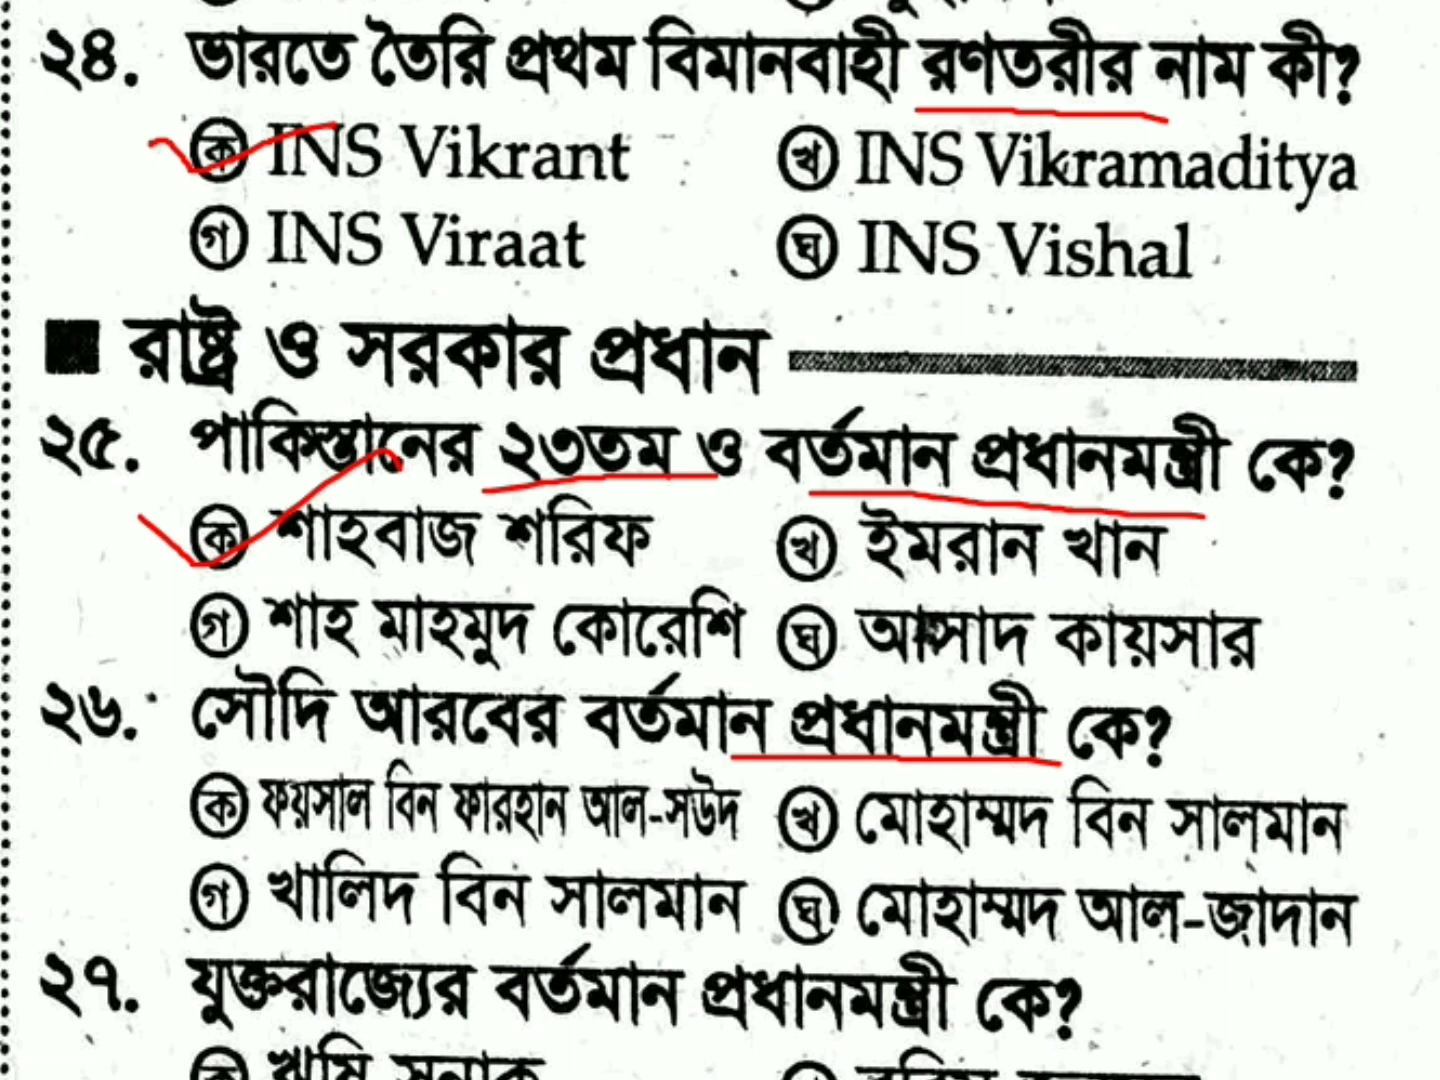 ২৪. ভারতে তৈরি প্রথম বিমানবাহী রণতরীর নাম কী?
ক INS Vikrant খ INS Vikramaditya
গ INS Viraat ঘ INS Vishal
রাষ্ট্র ও সরকার প্রধান
২৫. পাকিস্তানের ২৩তম ও বর্তমান প্রধানমন্ত্রী কে?
ক শাহবাজ শরিফ খ ইমরান খান
গ শাহ মাহমুদ কোরেশি ঘ আসাদ কায়সার
২৬. সৌদি আরবের বর্তমান প্রধানমন্ত্রী কে?
ক ফয়সাল বিন ফারহান আল-সউদ খ মোহাম্মদ বিন সালমান
গ খালিদ বিন সালমান ঘ মোহাম্মদ আল-জাদান
২৭. যুক্তরাজ্যের বর্তমান প্রধানমন্ত্রী কে?
ক ঋষি সুনাক